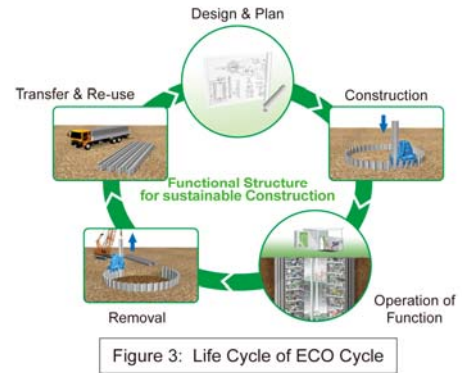 Design & Plan
Transfer & Re-use
Construction
Functional Structure
for sustainable Construction
Removal
Operation of
Function
Figure 3: Life Cycle of ECO Cycle